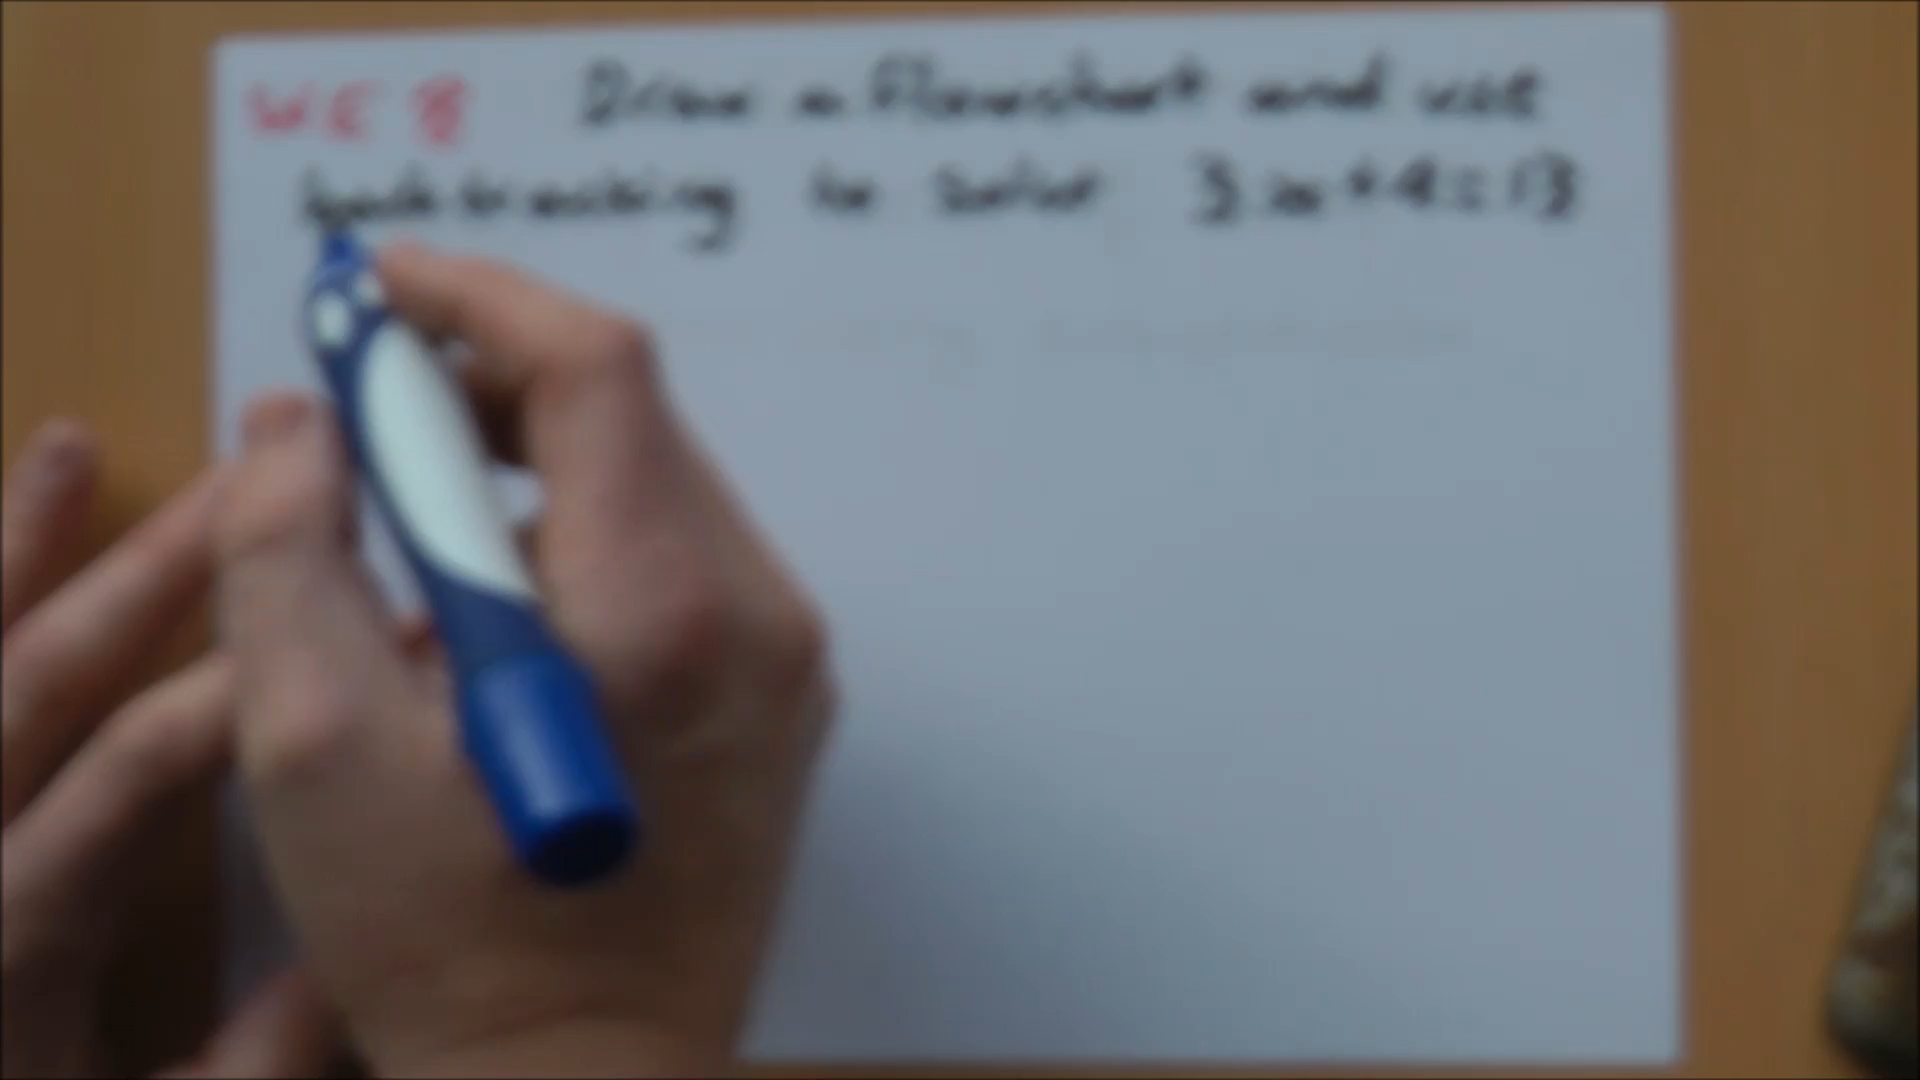 WE 8 Draw a flowchart and use
backtracking to solve 3x+4=13